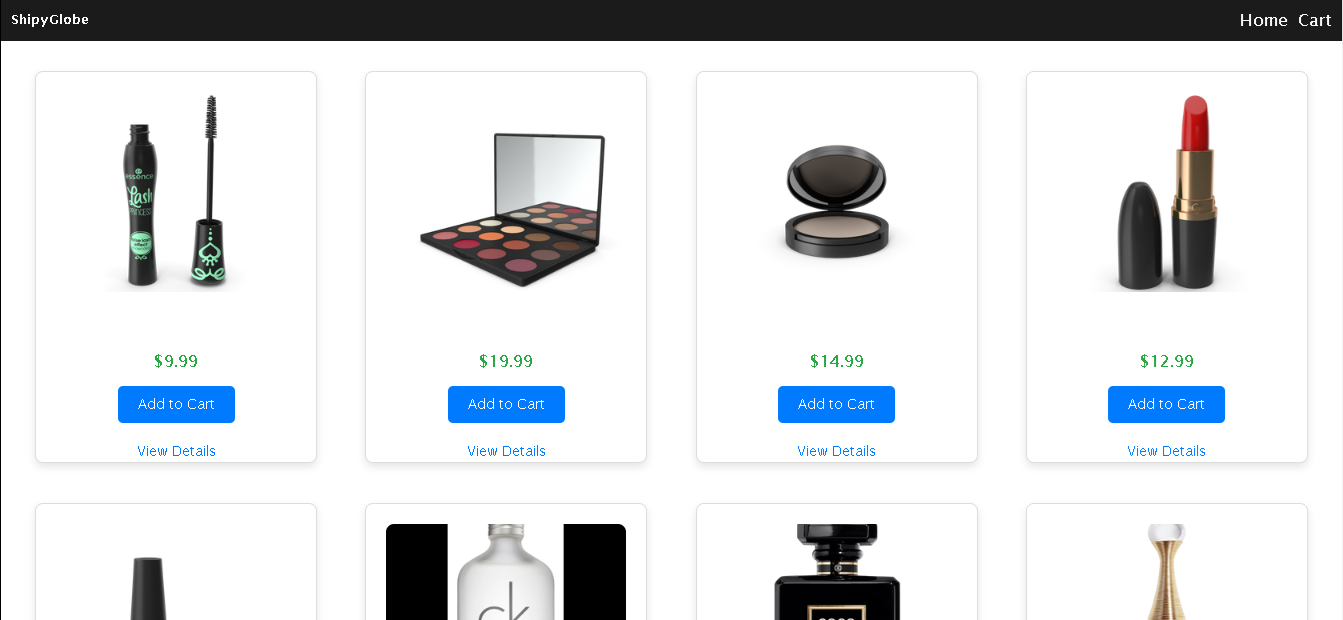 ShipyGlobe
Home Cart
essence
Lash
PRINCESS
$9.99
$19.99
$14.99
$12.99
Add to Cart
Add to Cart
Add to Cart
Add to Cart
View Details
View Details
View Details
View Details
ck